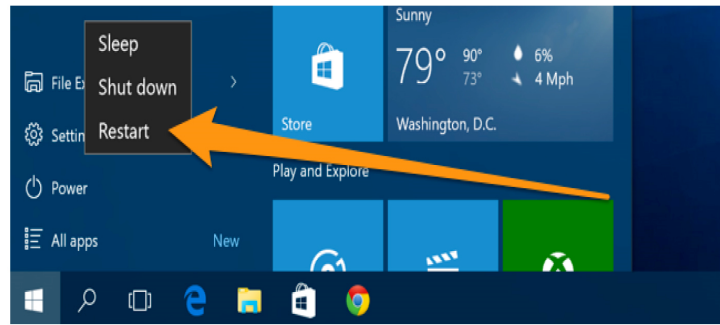 Sleep
Shut down
Restart
File Ex
Settin
Power
All apps
New
Store
Sunny
79° 90° 6%
73° 4 Mph
Washington, D.C.
Play and Explore